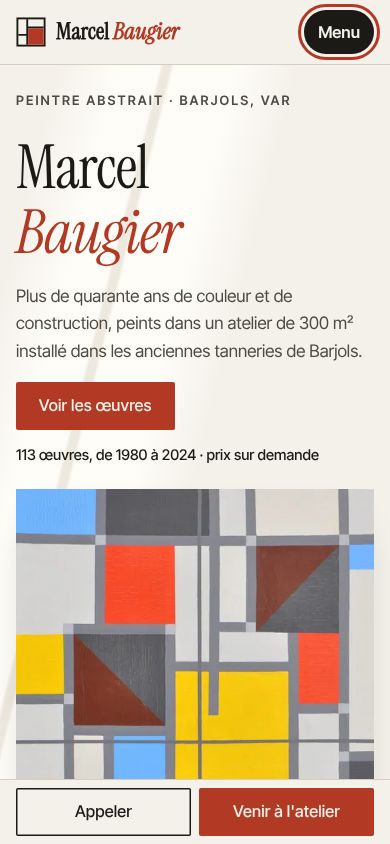 Marcel Baugier
Menu
PEINTRE ABSTRAIT · BARJOLS, VAR
Marcel
Baugier
Plus de quarante ans de couleur et de
construction, peints dans un atelier de 300 m²
installé dans les anciennes tanneries de Barjols.
Voir les œuvres
113 œuvres, de 1980 à 2024 · prix sur demande
Appeler
Venir à l'atelier